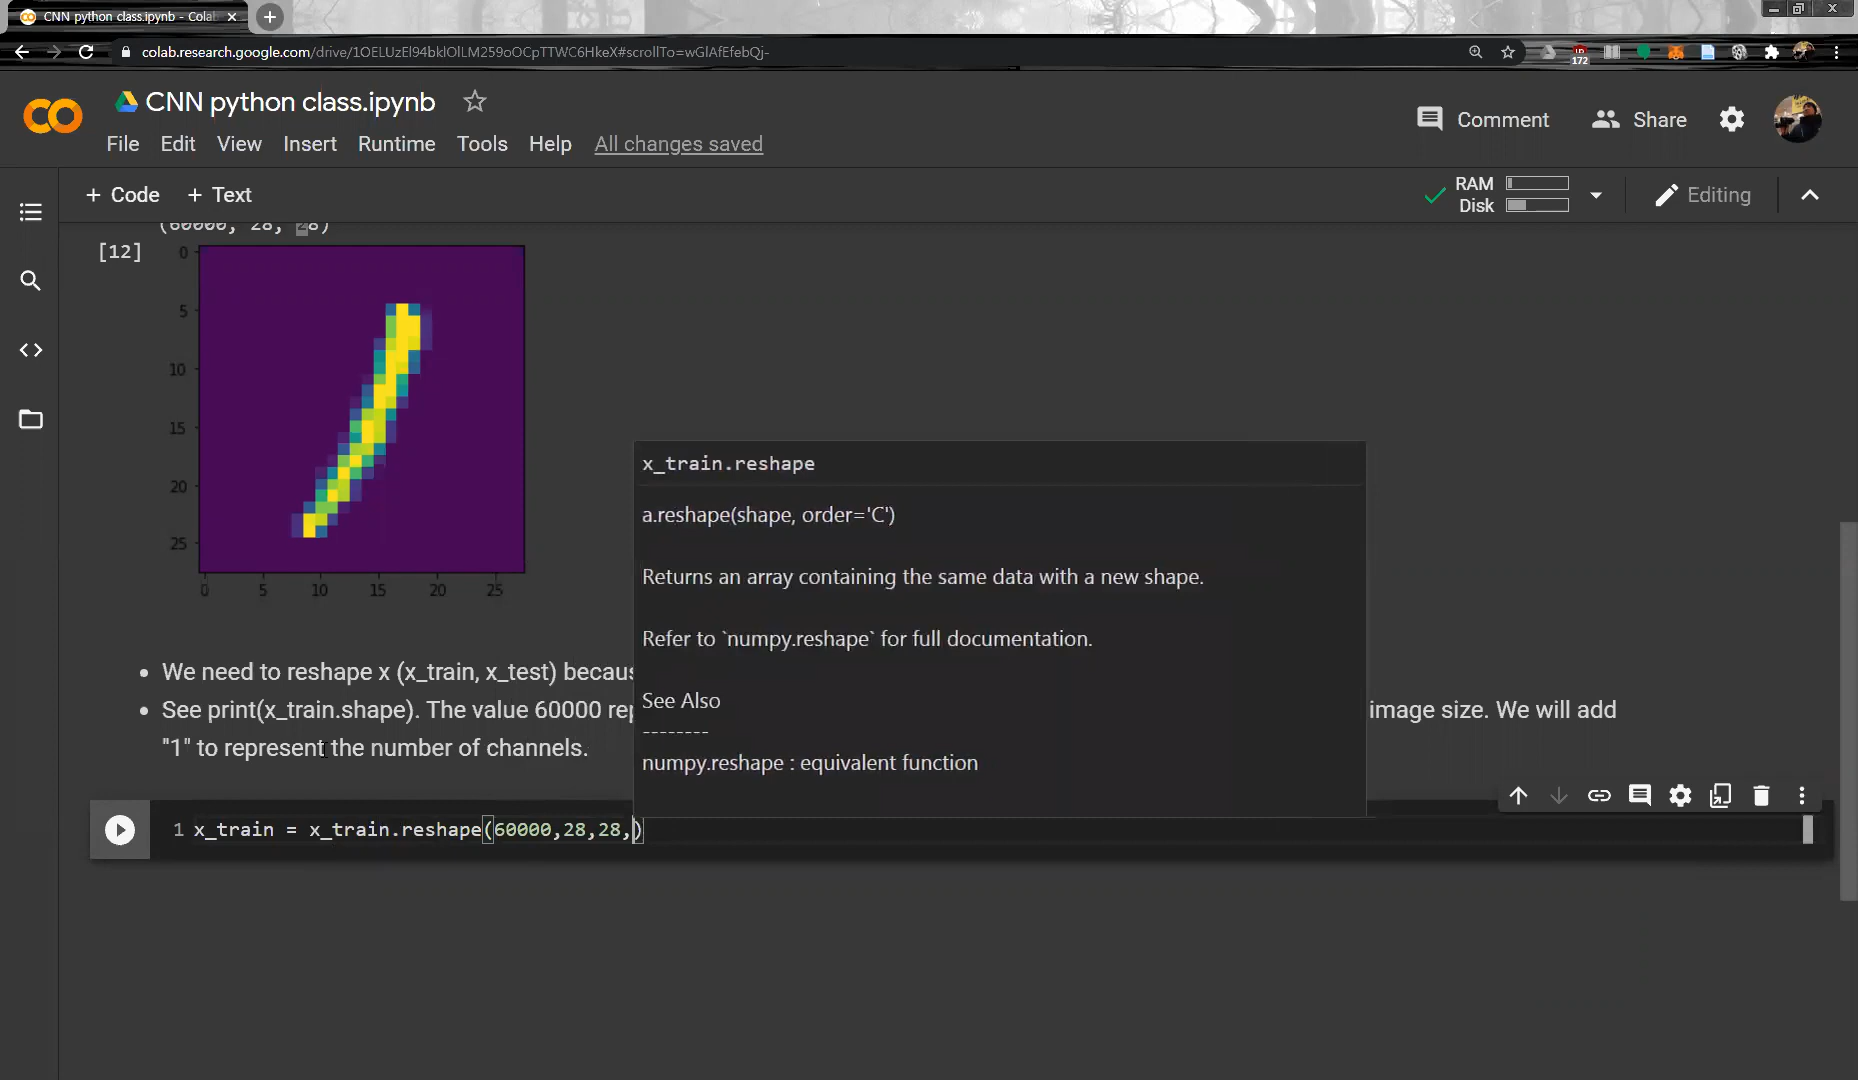 CNN python class.ipynb - Colab
colab.research.google.com/drive/1OELUzEl94bklOlLM259oOCpTTWC6HkeX#scrollTo=wGlAfEfebQj-
172
CNN python class.ipynb
Comment
Share
File Edit View Insert Runtime Tools Help All changes saved
+ Code + Text
RAM
Disk
Editing
(60000, 28, 28)
[12]
0
5
10
15
20
25
0 5 10 15 20 25
x_train.reshape
a.reshape(shape, order='C')
Returns an array containing the same data with a new shape.
Refer to `numpy.reshape` for full documentation.
See Also
--------
numpy.reshape : equivalent function
We need to reshape x (x_train, x_test) becaus
See print(x_train.shape). The value 60000 rep image size. We will add
"1" to represent the number of channels.
1 x_train = x_train.reshape(60000,28,28,)